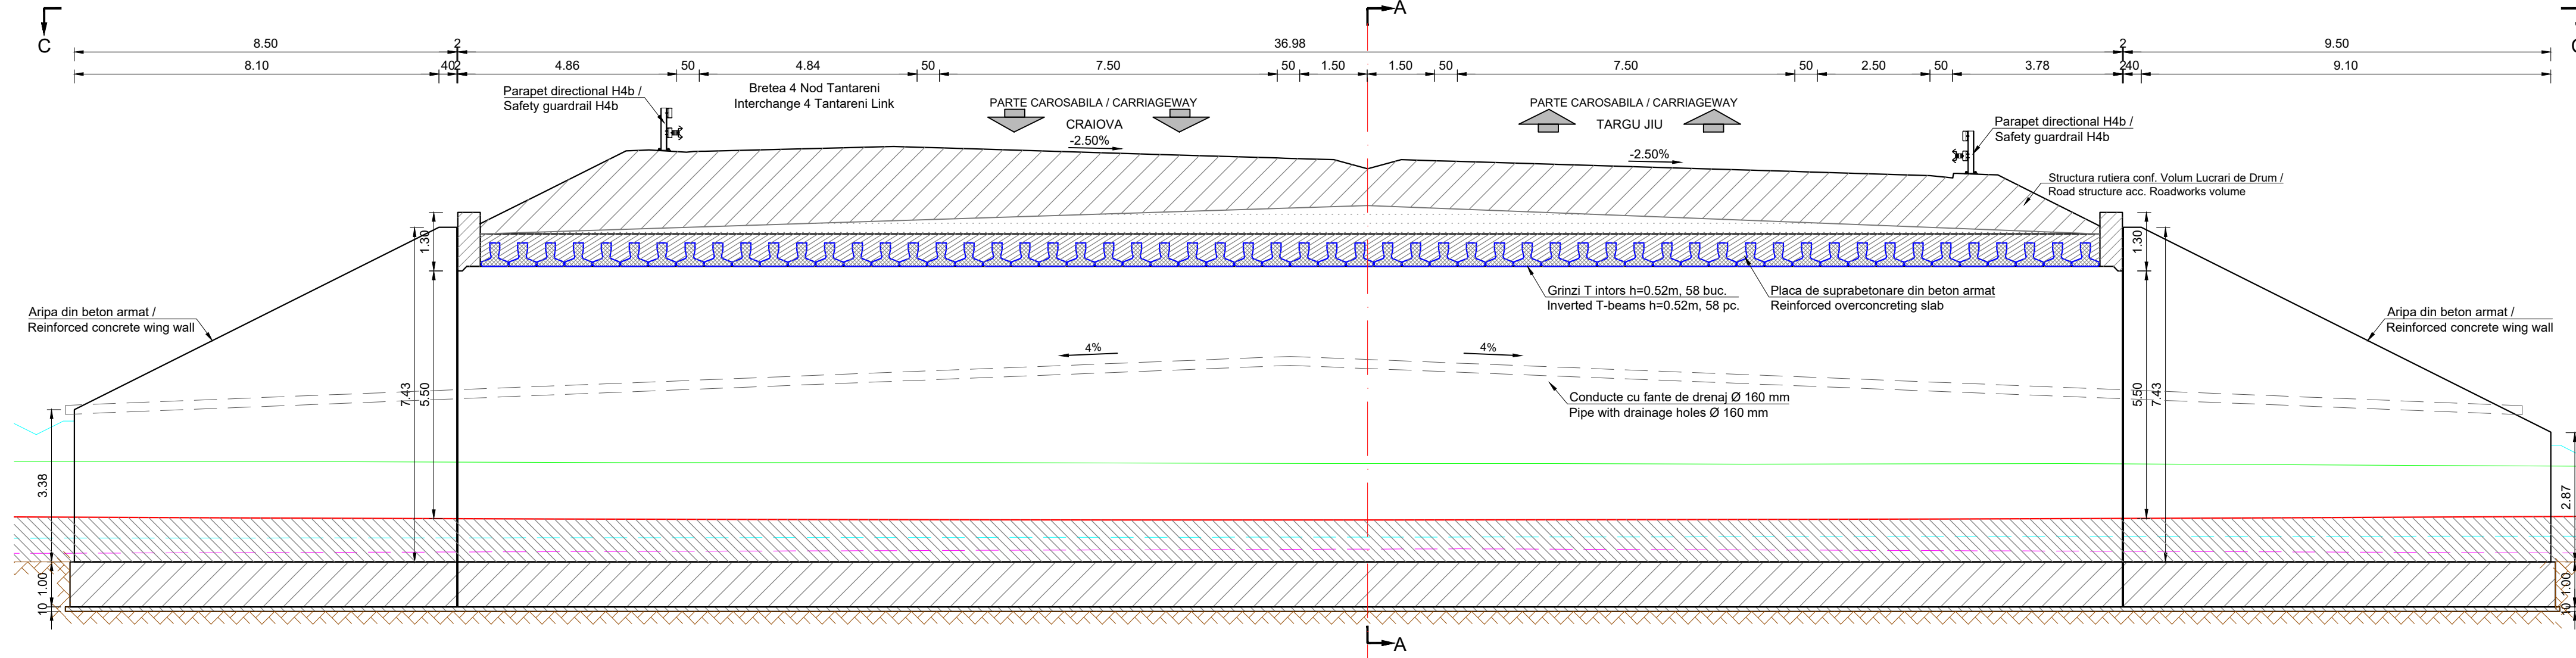 A
C
8.50
2
36.98
2
9.50
8.10
40
2
4.86
50
4.84
50
7.50
50
1.50
1.50
50
7.50
50
2.50
50
3.78
2
40
9.10
Parapet directional H4b /
Safety guardrail H4b
Bretea 4 Nod Tantareni
Interchange 4 Tantareni Link
PARTE CAROSABILA / CARRIAGEWAY
CRAIOVA
-2.50%
PARTE CAROSABILA / CARRIAGEWAY
TARGU JIU
-2.50%
Parapet directional H4b /
Safety guardrail H4b
Structura rutiera conf. Volum Lucrari de Drum /
Road structure acc. Roadworks volume
1.30
1.30
Grinzi T intors h=0.52m, 58 buc.
Inverted T-beams h=0.52m, 58 pc.
Placa de suprabetonare din beton armat
Reinforced overconcreting slab
Aripa din beton armat /
Reinforced concrete wing wall
Aripa din beton armat /
Reinforced concrete wing wall
4%
4%
7.43
5.50
5.50
7.43
Conducte cu fante de drenaj Ø 160 mm
Pipe with drainage holes Ø 160 mm
3.38
2.87
1.00
10
1.00
10
A